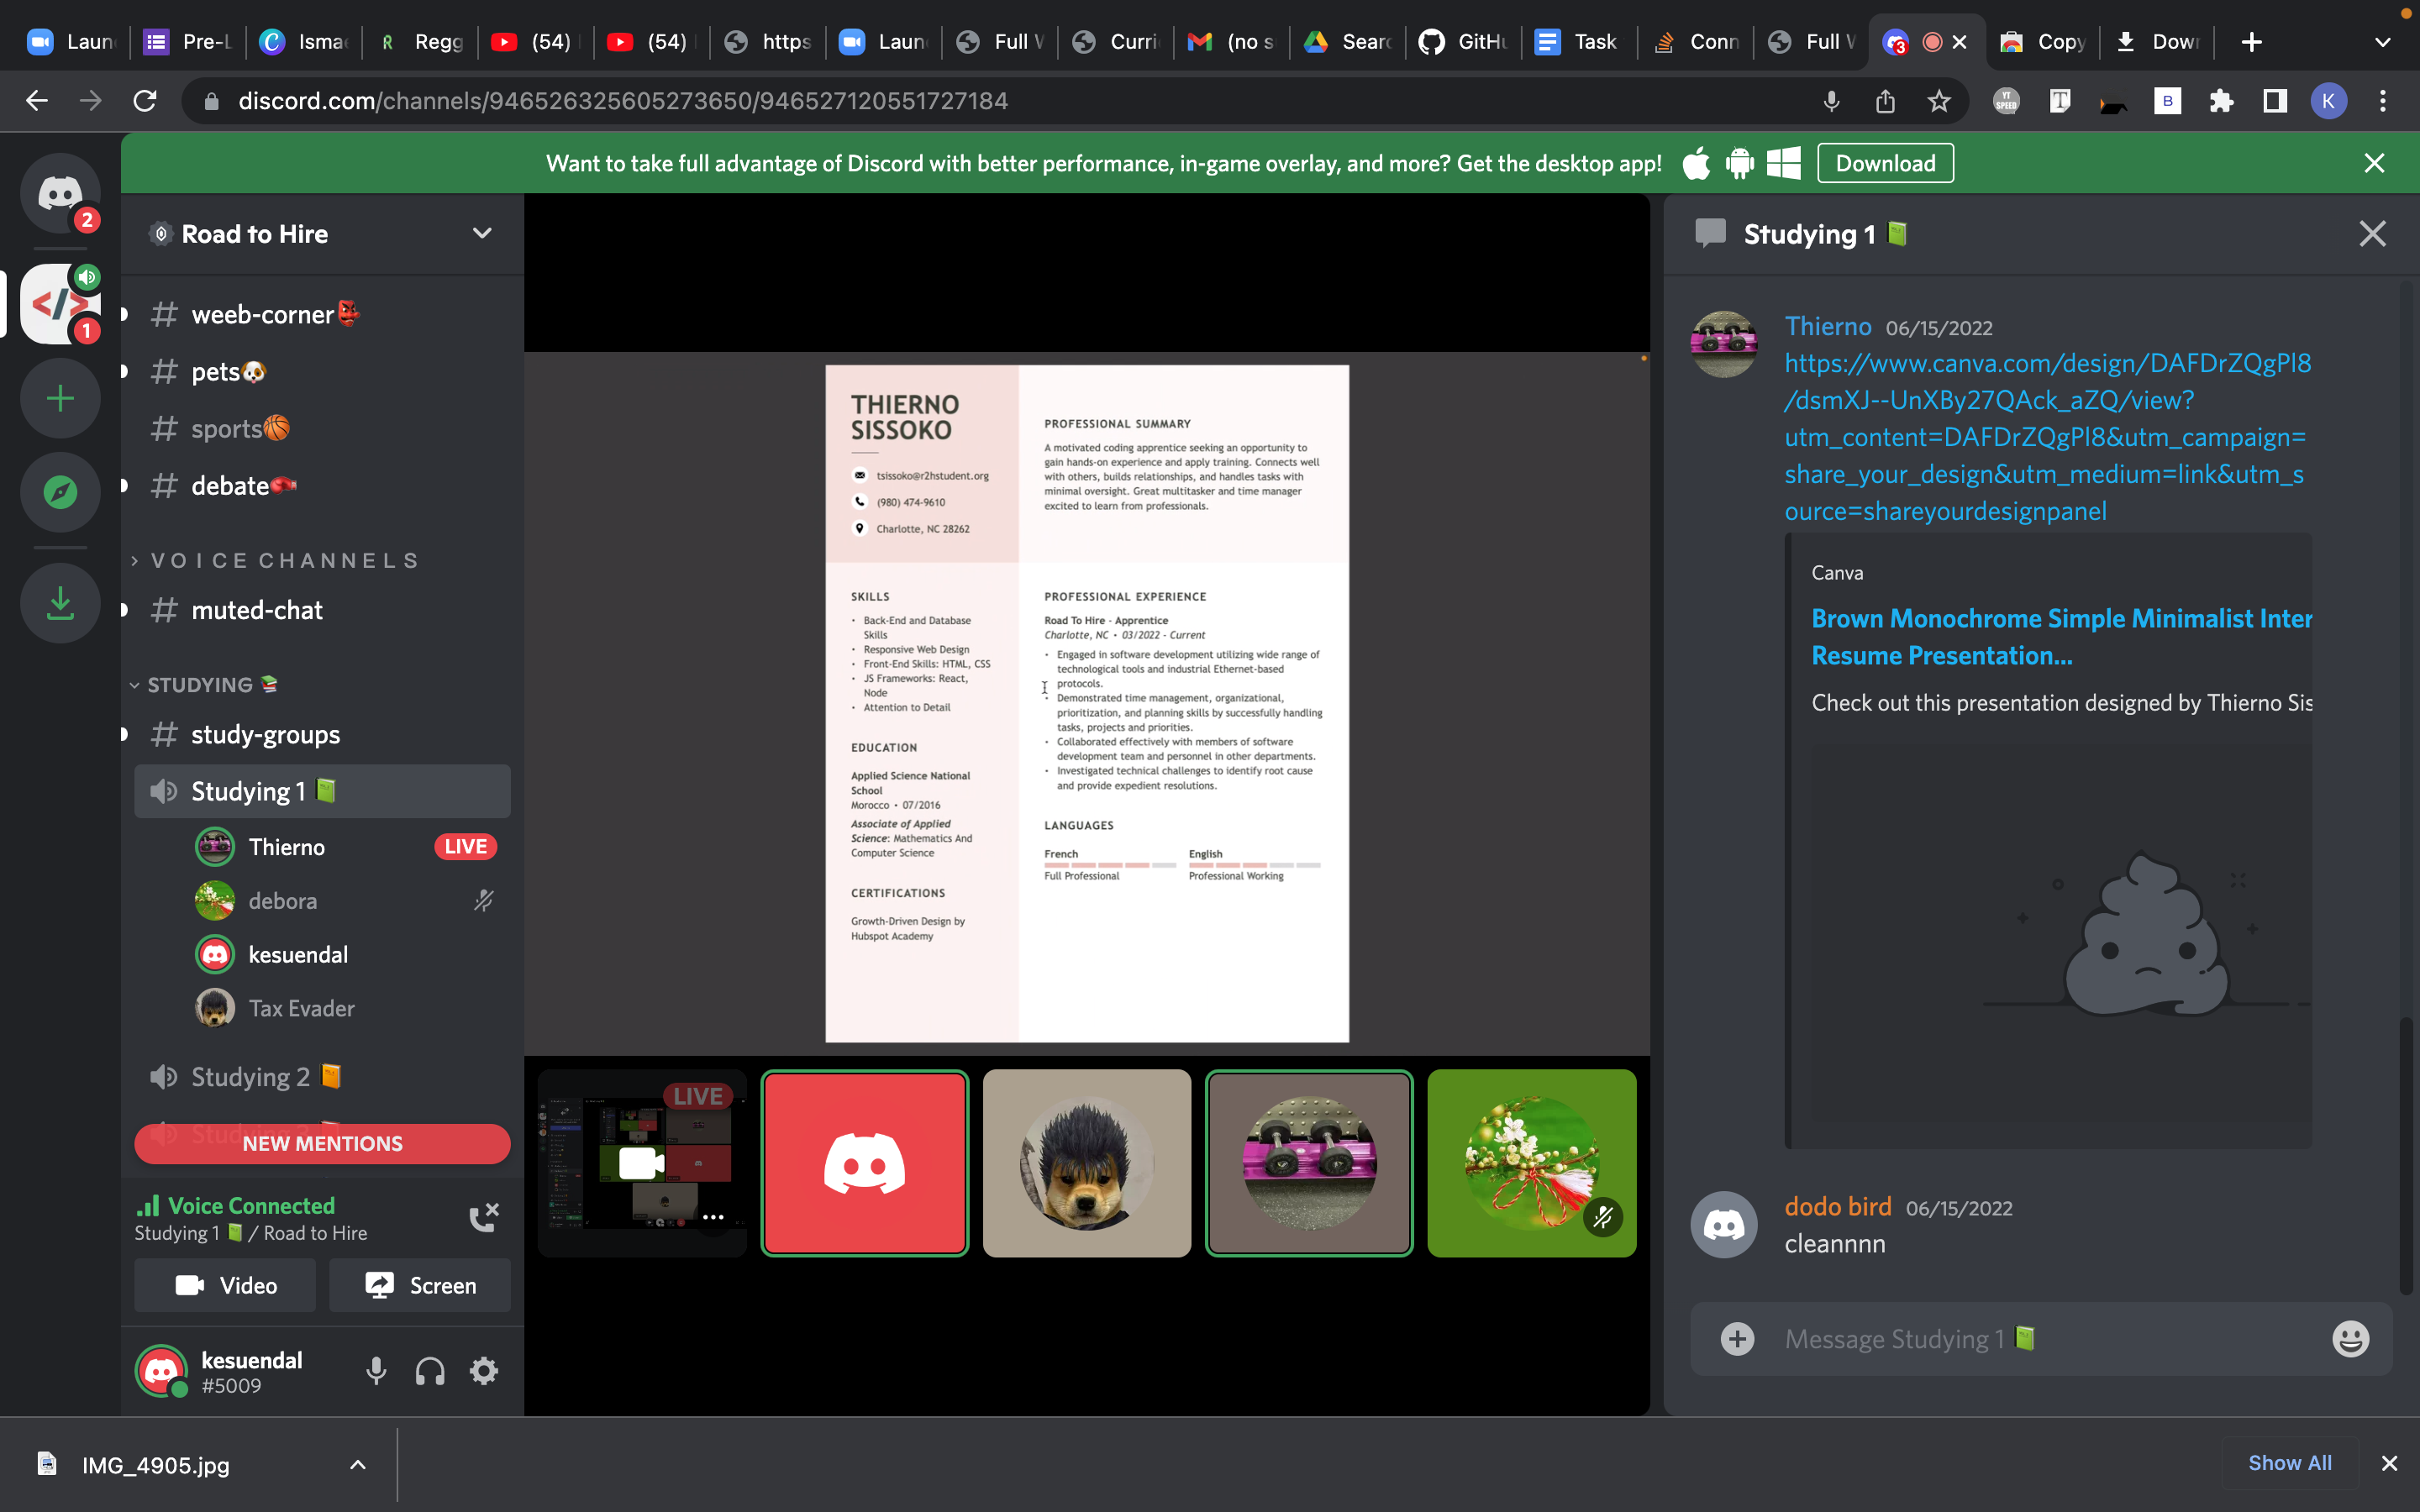 Laun
Pre-L
Isma
Regg
(54)
(54)
https
Laun
Full W
Curri
(no s
Searc
GitHu
Task
Conn
Full W
3
Copy
Down
discord.com/channels/946526325605273650/946527120551727184
YT SPEED
T
B
K
Want to take full advantage of Discord with better performance, in-game overlay, and more? Get the desktop app!
Download
2
1
Road to Hire
# weeb-corner👺
# pets🐶
# sports🏀
# debate🥊
VOICE CHANNELS
# muted-chat
STUDYING 📚
# study-groups
Studying 1 📗
Thierno LIVE
debora
kesuendal
Tax Evader
Studying 2 📙
NEW MENTIONS
Voice Connected
Studying 1 📗 / Road to Hire
Video
Screen
kesuendal
#5009
THIERNO
SISSOKO
tsissoko@r2hstudent.org
(980) 474-9610
Charlotte, NC 28262
PROFESSIONAL SUMMARY
A motivated coding apprentice seeking an opportunity to
gain hands-on experience and apply training. Connects well
with others, builds relationships, and handles tasks with
minimal oversight. Great multitasker and time manager
excited to learn from professionals.
SKILLS
• Back-End and Database
Skills
• Responsive Web Design
• Front-End Skills: HTML, CSS
• JS Frameworks: React,
Node
• Attention to Detail
EDUCATION
Applied Science National
School
Morocco • 07/2016
Associate of Applied
Science: Mathematics And
Computer Science
CERTIFICATIONS
Growth-Driven Design by
Hubspot Academy
PROFESSIONAL EXPERIENCE
Road To Hire - Apprentice
Charlotte, NC • 03/2022 - Current
• Engaged in software development utilizing wide range of
technological tools and industrial Ethernet-based
protocols.
• Demonstrated time management, organizational,
prioritization, and planning skills by successfully handling
tasks, projects and priorities.
• Collaborated effectively with members of software
development team and personnel in other departments.
• Investigated technical challenges to identify root cause
and provide expedient resolutions.
LANGUAGES
French
Full Professional
English
Professional Working
LIVE
Studying 1 📗
Thierno 06/15/2022
https://www.canva.com/design/DAFDrZQgPl8
/dsmXJ--UnXBy27QAck_aZQ/view?
utm_content=DAFDrZQgPl8&utm_campaign=
share_your_design&utm_medium=link&utm_s
ource=shareyourdesignpanel
Canva
Brown Monochrome Simple Minimalist Inter
Resume Presentation...
Check out this presentation designed by Thierno Sis
dodo bird 06/15/2022
cleannnn
Message Studying 1 📗
IMG_4905.jpg
Show All